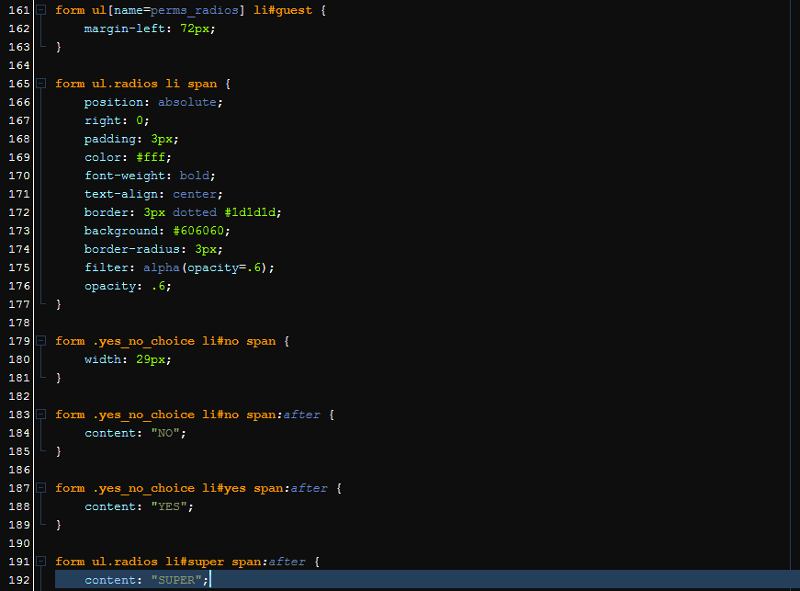 161 form ul[name=perms_radios] li#guest {
162     margin-left: 72px;
163 }
164
165 form ul.radios li span {
166     position: absolute;
167     right: 0;
168     padding: 3px;
169     color: #fff;
170     font-weight: bold;
171     text-align: center;
172     border: 3px dotted #1d1d1d;
173     background: #606060;
174     border-radius: 3px;
175     filter: alpha(opacity=.6);
176     opacity: .6;
177 }
178
179 form .yes_no_choice li#no span {
180     width: 29px;
181 }
182
183 form .yes_no_choice li#no span:after {
184     content: "NO";
185 }
186
187 form .yes_no_choice li#yes span:after {
188     content: "YES";
189 }
190
191 form ul.radios li#super span:after {
192     content: "SUPER";